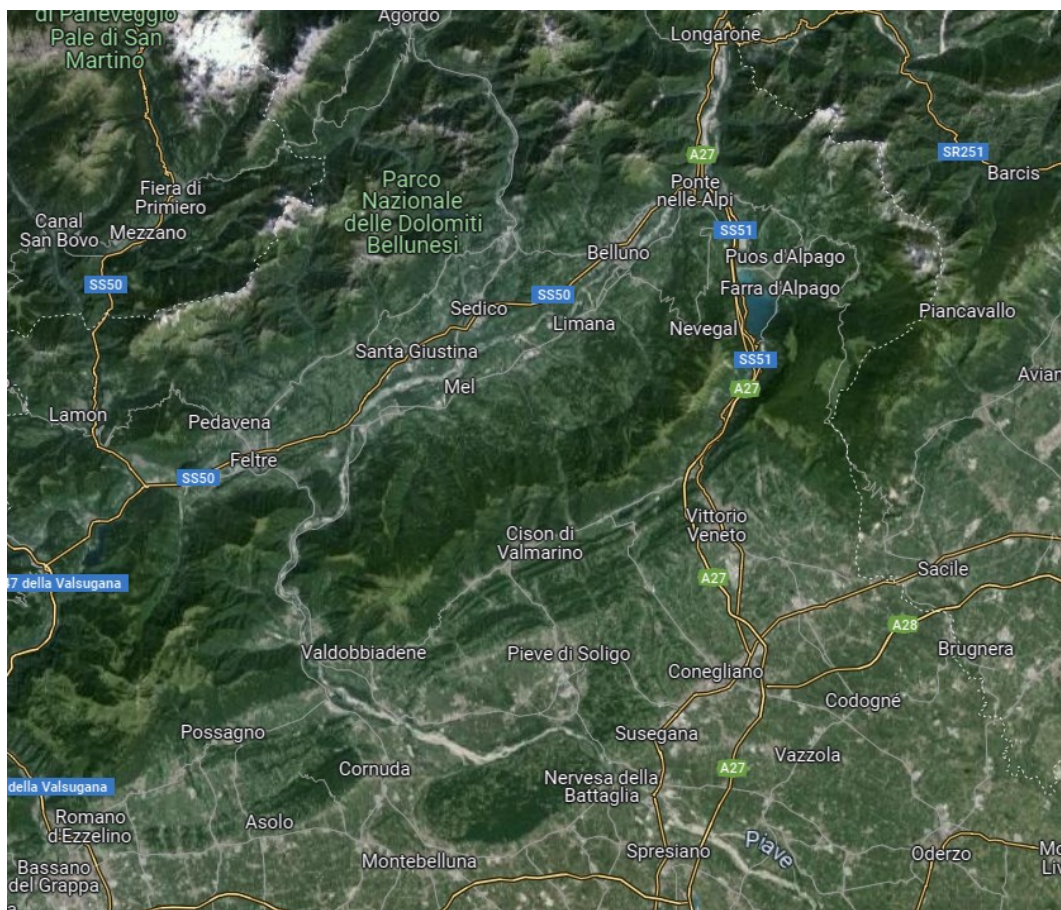 di Paneveggio
Pale di San
Martino
Agordo
Longarone
A27
SR251
Barcis
Ponte
nelle Alpi
Parco
Nazionale
delle Dolomiti
Bellunesi
Fiera di
Primiero
Canal
San Bovo
Mezzano
SS51
Belluno
Puos d'Alpago
SS50
SS50
Farra d'Alpago
Sedico
Limana
Nevegal
Piancavallo
Santa Giustina
SS51
Mel
A27
Avian
Lamon
Pedavena
Feltre
SS50
Vittorio
Veneto
Cison di
Valmarino
47 della Valsugana
A27
Sacile
A28
Brugnera
Valdobbiadene
Pieve di Soligo
Conegliano
Codognè
Possagno
Susegana
Vazzola
Cornuda
A27
Nervesa della
Battaglia
della Valsugana
Romano
d'Ezzelino
Asolo
Montebelluna
Spresiano
Piave
Oderzo
Mo
Liv
Bassano
del Grappa
a